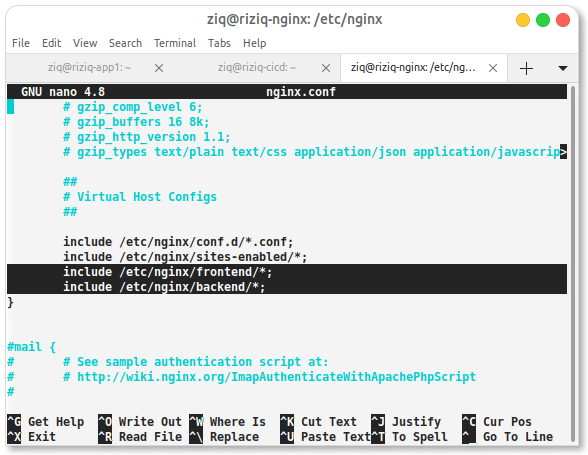 ziq@riziq-nginx: /etc/nginx
File Edit View Search Terminal Tabs Help
ziq@riziq-app1: ~ × ziq@riziq-cicd: ~ × ziq@riziq-nginx: /etc/ng... × +
GNU nano 4.8 nginx.conf
# gzip_comp_level 6;
# gzip_buffers 16 8k;
# gzip_http_version 1.1;
# gzip_types text/plain text/css application/json application/javascrip>
##
# Virtual Host Configs
##
include /etc/nginx/conf.d/*.conf;
include /etc/nginx/sites-enabled/*;
include /etc/nginx/frontend/*;
include /etc/nginx/backend/*;
}
#mail {
# # See sample authentication script at:
# # http://wiki.nginx.org/ImapAuthenticateWithApachePhpScript
#
^G Get Help ^O Write Out ^W Where Is ^K Cut Text ^J Justify ^C Cur Pos
^X Exit ^R Read File ^\ Replace ^U Paste Text ^T To Spell ^_ Go To Line